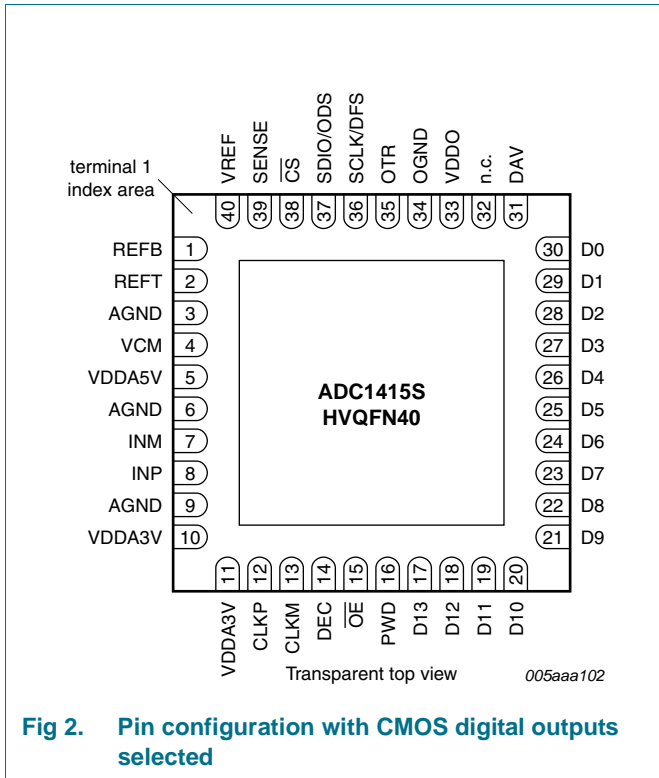 VREF
SENSE
CS
SDIO/ODS
SCLK/DFS
OTR
OGND
VDDO
n.c.
DAV
terminal 1
index area
40
39
38
37
36
35
34
33
32
31
REFB 1 30 D0
REFT 2 29 D1
AGND 3 28 D2
VCM 4 27 D3
VDDA5V 5 26 D4
AGND 6 25 D5
INM 7 24 D6
INP 8 23 D7
AGND 9 22 D8
VDDA3V 10 21 D9
ADC1415S
HVQFN40
11
12
13
14
15
16
17
18
19
20
VDDA3V
CLKP
CLKM
DEC
OE
PWD
D13
D12
D11
D10
Transparent top view
005aaa102
Fig 2. Pin configuration with CMOS digital outputs
selected